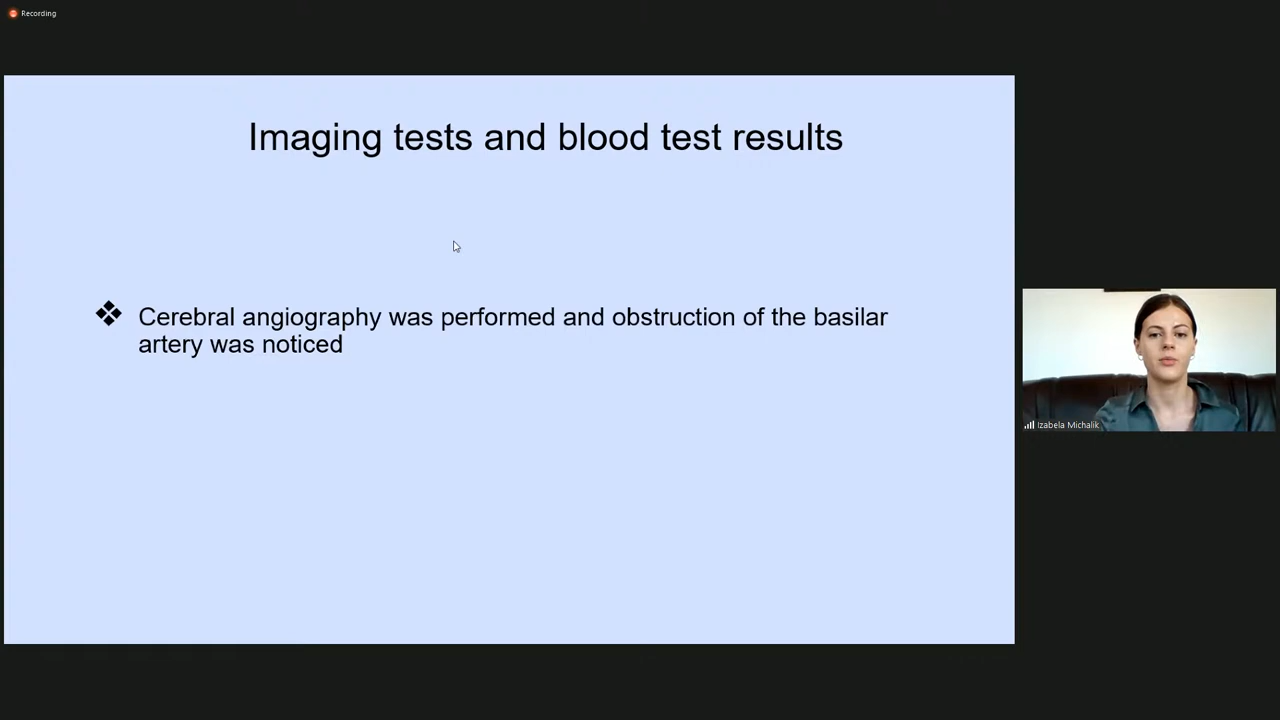 Recording
Imaging tests and blood test results
Cerebral angiography was performed and obstruction of the basilar
artery was noticed
Izabela Michalik